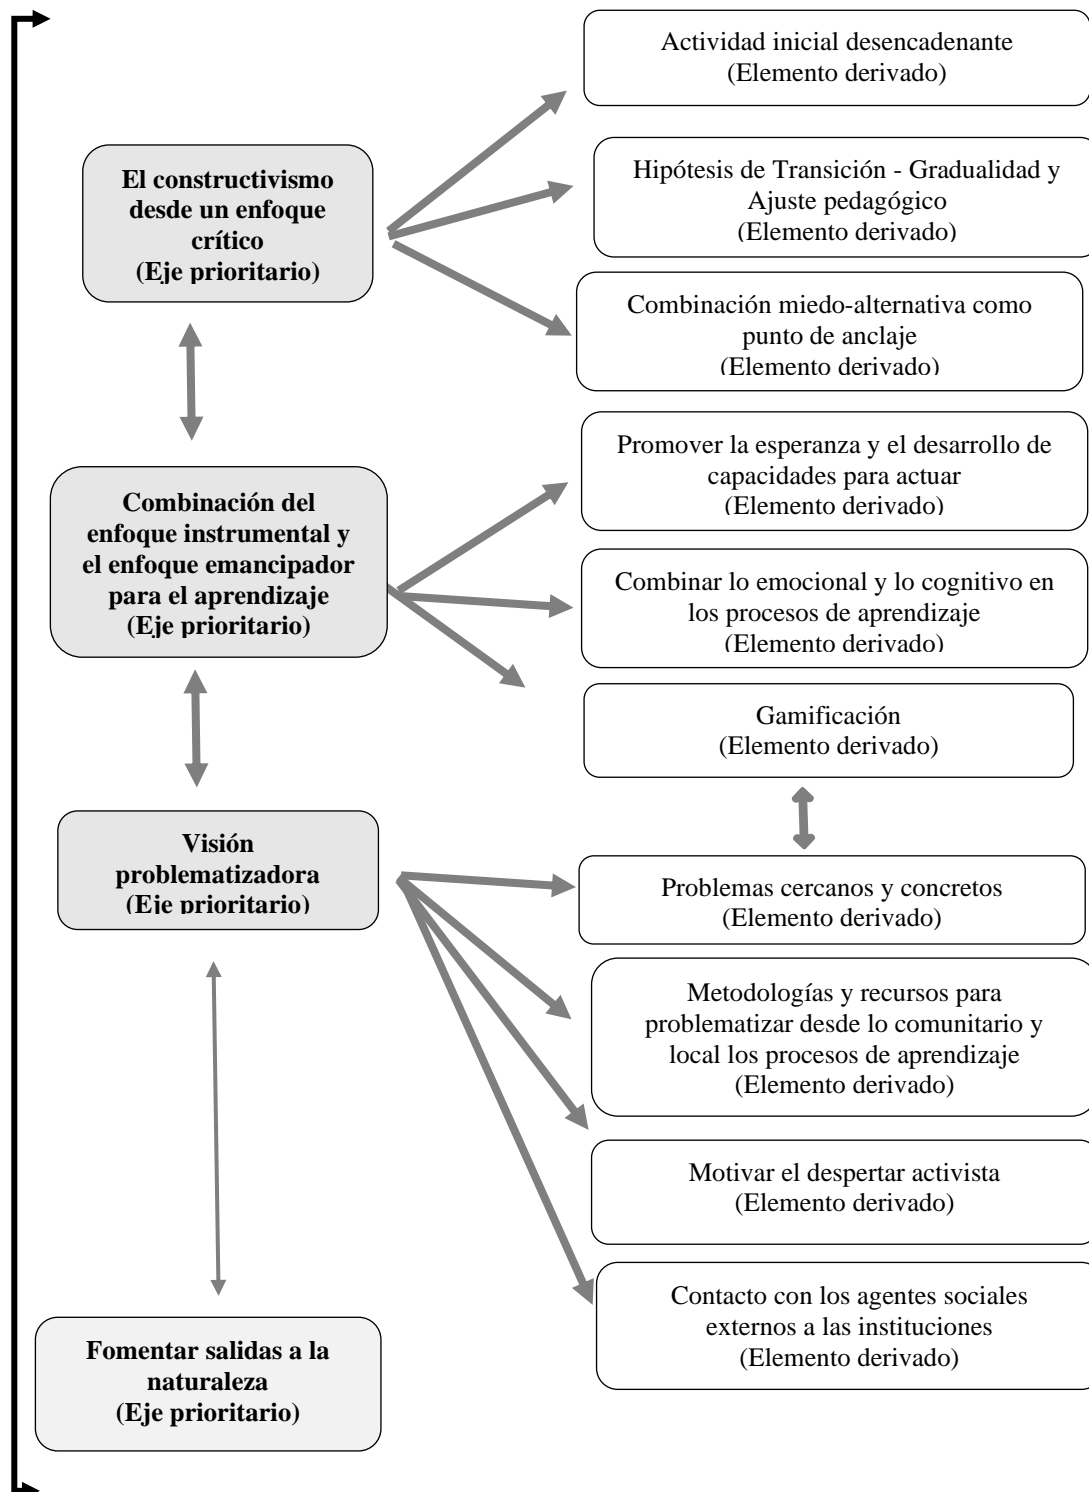 Actividad inicial desencadenante
(Elemento derivado)
El constructivismo
desde un enfoque
crítico
(Eje prioritario)
Hipótesis de Transición - Gradualidad y
Ajuste pedagógico
(Elemento derivado)
Combinación miedo-alternativa como
punto de anclaje
(Elemento derivado)
Promover la esperanza y el desarrollo de
capacidades para actuar
(Elemento derivado)
Combinación del
enfoque instrumental y
el enfoque emancipador
para el aprendizaje
(Eje prioritario)
Combinar lo emocional y lo cognitivo en
los procesos de aprendizaje
(Elemento derivado)
Gamificación
(Elemento derivado)
Visión
problematizadora
(Eje prioritario)
Problemas cercanos y concretos
(Elemento derivado)
Metodologías y recursos para
problematizar desde lo comunitario y
local los procesos de aprendizaje
(Elemento derivado)
Motivar el despertar activista
(Elemento derivado)
Contacto con los agentes sociales
externos a las instituciones
(Elemento derivado)
Fomentar salidas a la
naturaleza
(Eje prioritario)